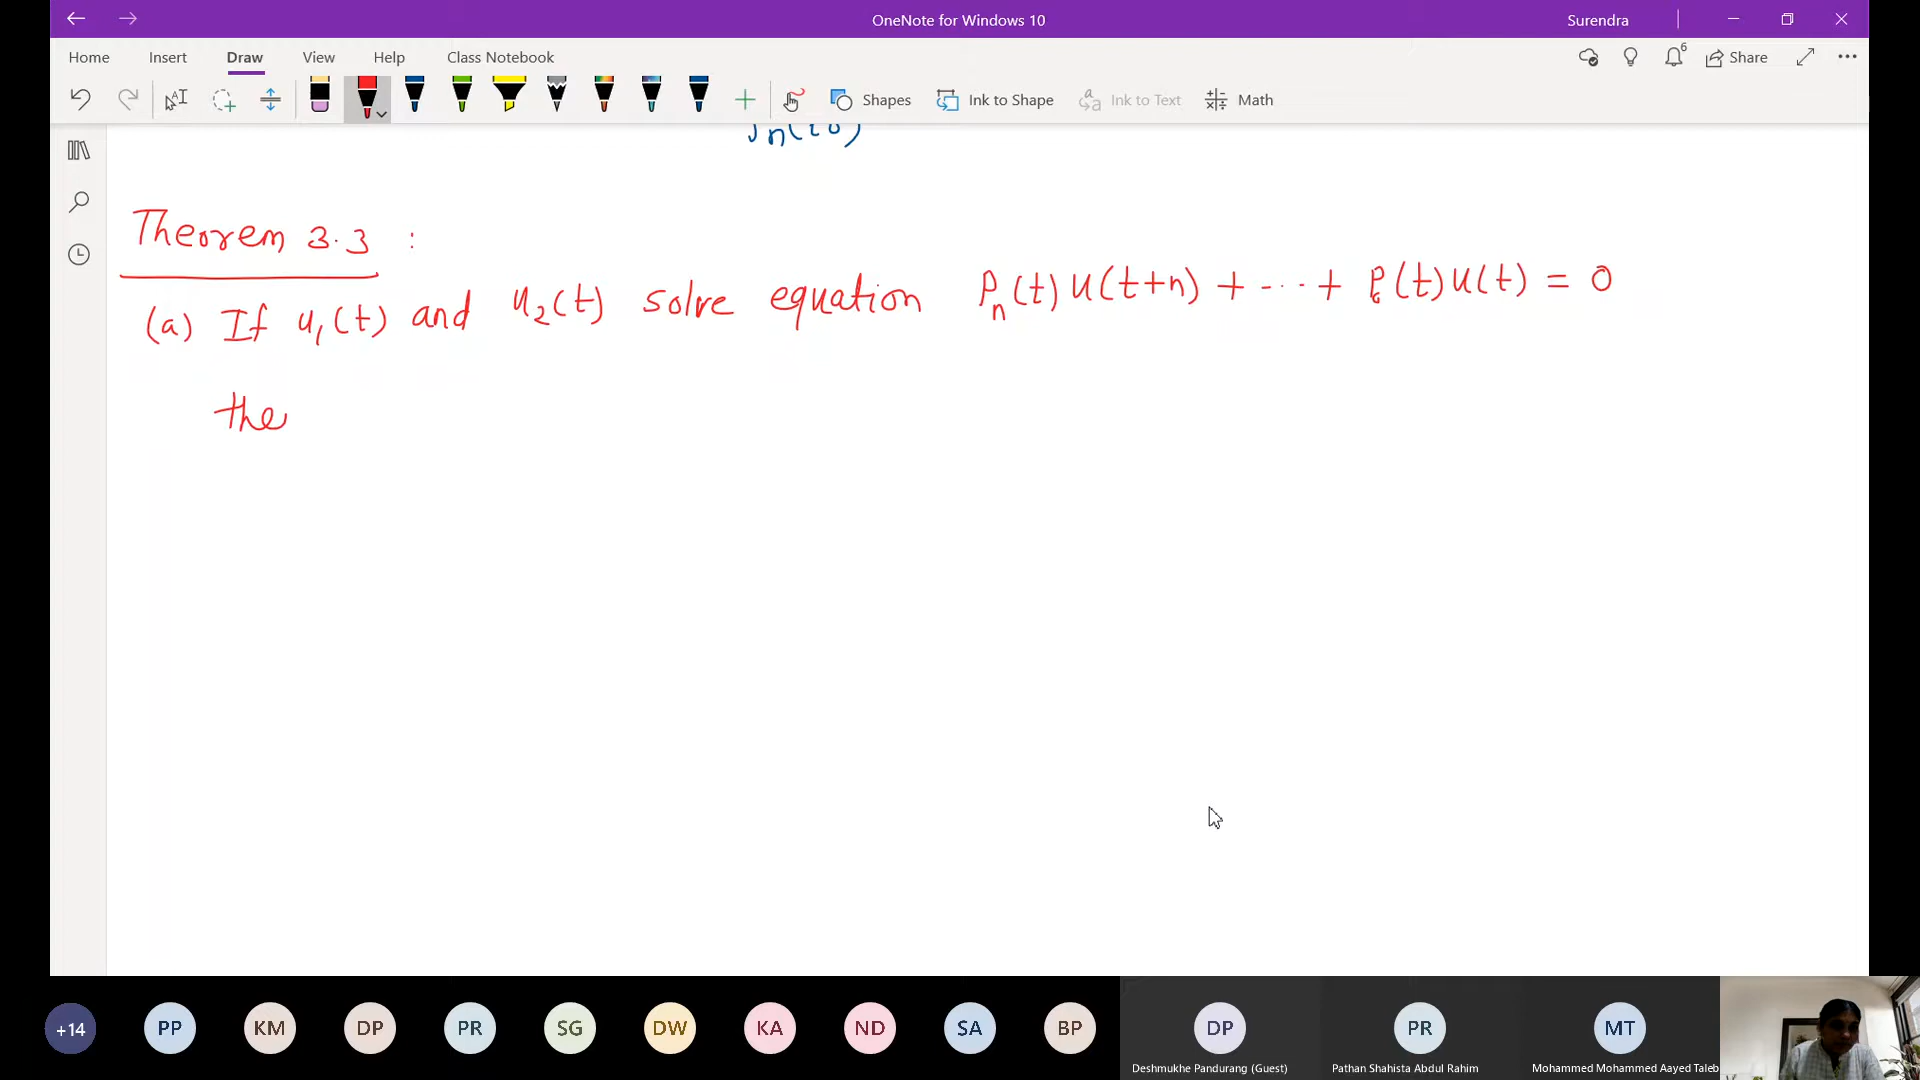 OneNote for Windows 10
Surendra
Home Insert Draw View Help Class Notebook
6
Share
Shapes Ink to Shape Ink to Text Math
Theorem 3.3 :
(a) If u₁(t) and u₂(t) solve equation Pₙ(t)u(t+n) + ... + P₀(t)u(t) = 0
the
+14 PP KM DP PR SG DW KA ND SA BP DP PR MT
Deshmukhe Pandurang (Guest) Pathan Shahista Abdul Rahim Mohammed Mohammed Aayed Taleb